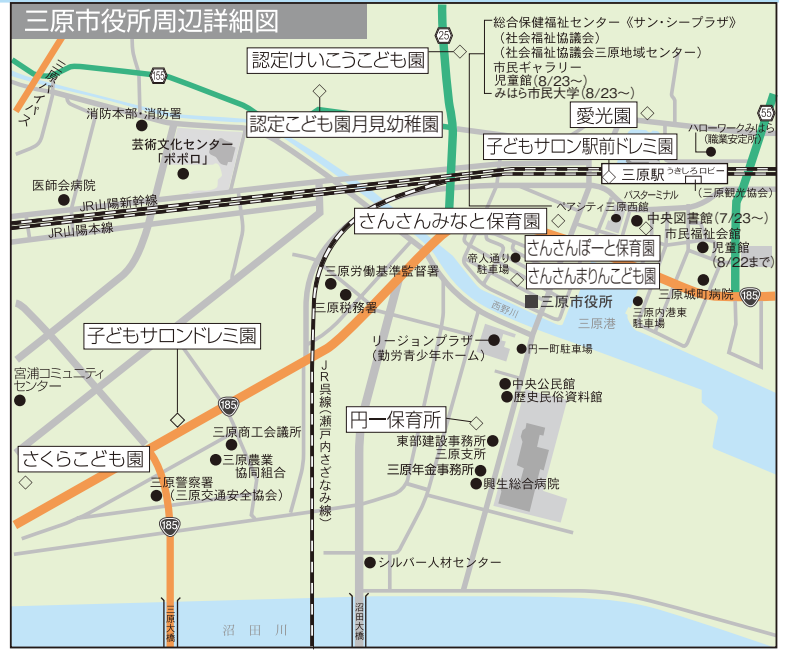 三原市役所周辺詳細図
総合保健福祉センター《サン・シープラザ》
（社会福祉協議会）
（社会福祉協議会三原地域センター）
市民ギャラリー
児童館(8/23〜)
みはら市民大学(8/23〜)
25
認定けいこうこども園
155
三原バイパス
消防本部・消防署
認定こども園月見幼稚園
愛光園
55
ハローワークみはら
（職業安定所）
芸術文化センター
「ポポロ」
子どもサロン駅前ドレミ園
三原駅
うきしろロビー
（三原観光協会）
医師会病院
JR山陽新幹線
JR山陽本線
バスターミナル
ペアシティ三原西館
中央図書館(7/23〜)
さんさんみなと保育園
市民福祉会館
児童館
(8/22まで)
さんさんぽーと保育園
帝人通り
駐車場
さんさんまりんこども園
三原労働基準監督署
三原税務署
三原市役所
三原城町病院
185
西野川
三原港
三原内港東
駐車場
子どもサロンドレミ園
リージョンプラザ
（勤労青少年ホーム）
円一町駐車場
宮浦コミュニティ
センター
JR呉線（瀬戸内さざなみ線）
中央公民館
歴史民俗資料館
185
円一保育所
三原商工会議所
東部建設事務所
三原支所
さくらこども園
三原農業
協同組合
三原年金事務所
三原警察署
（三原交通安全協会）
興生総合病院
185
シルバー人材センター
三原大橋
沼田大橋
沼田川